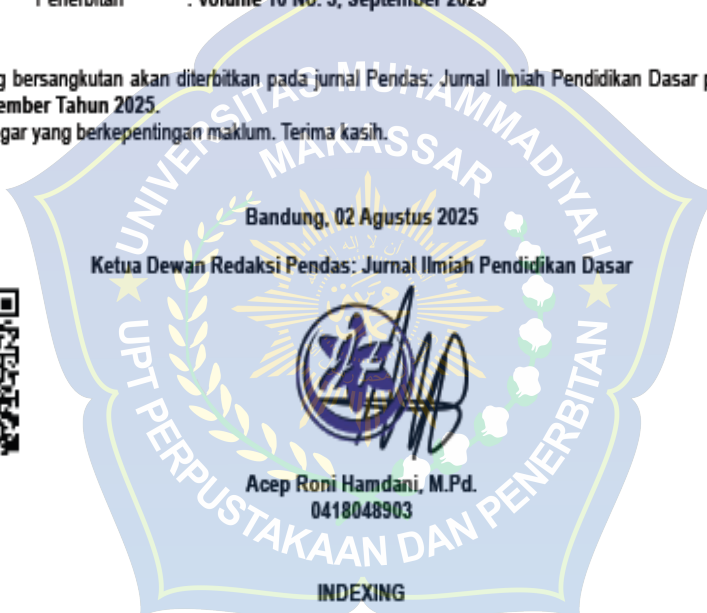 Penerbitan : Volume 10 No. 3, September 2025
g bersangkutan akan diterbitkan pada jurnal Pendas: Jurnal Ilmiah Pendidikan Dasar p
ember Tahun 2025.
gar yang berkepentingan maklum. Terima kasih.
UNIVERSITAS MUHAMMADIYAH
MAKASSAR
Bandung, 02 Agustus 2025
Ketua Dewan Redaksi Pendas: Jurnal Ilmiah Pendidikan Dasar
Acep Roni Hamdani, M.Pd.
0418048903
UPT PERPUSTAKAAN DAN PENERBITAN
INDEXING